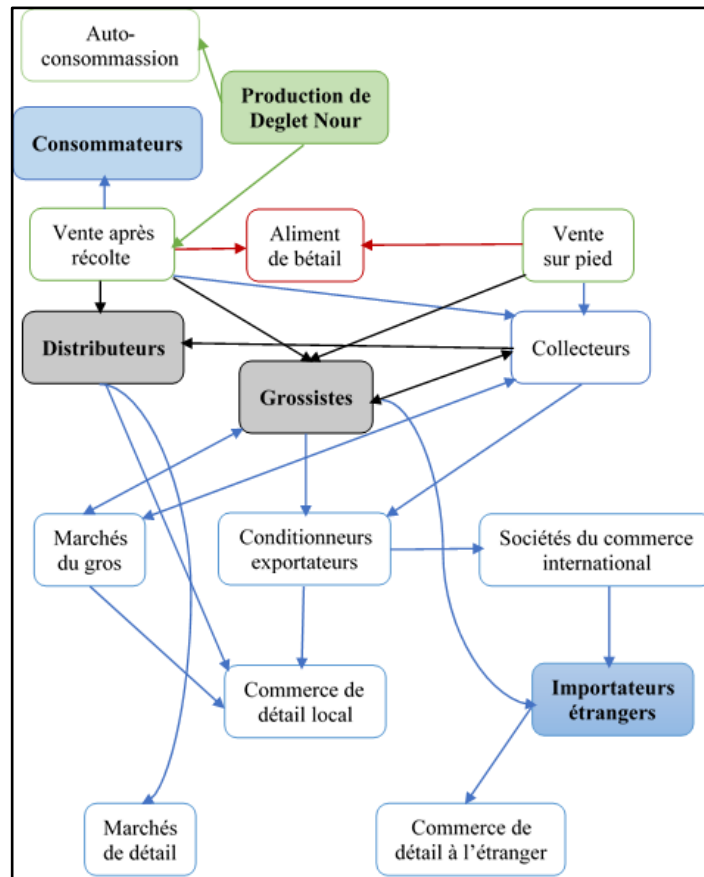 Auto-
consommassion
Production de
Deglet Nour
Consommateurs
Vente après
récolte
Aliment
de bétail
Vente
sur pied
Distributeurs
Grossistes
Collecteurs
Marchés
du gros
Conditionneurs
exportateurs
Sociétés du commerce
international
Commerce de
détail local
Importateurs
étrangers
Marchés
de détail
Commerce de
détail à l’étranger